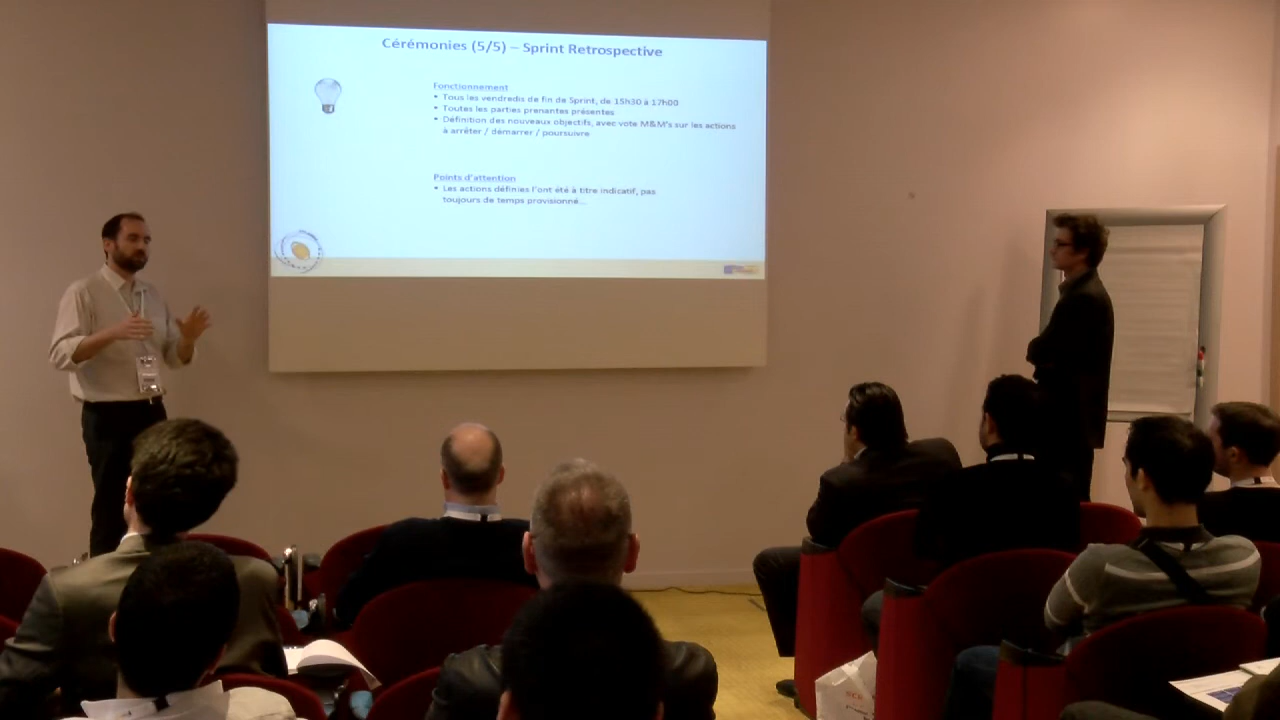 Cérémonies (5/5) – Sprint Retrospective
Fonctionnement
• Tous les vendredis de fin de Sprint, de 15h30 à 17h00
• Toutes les parties prenantes présentes
• Définition des nouveaux objectifs, avec vote M&M's sur les actions
à arrêter / démarrer / poursuivre
Points d'attention
• Les actions définies l'ont été à titre indicatif, pas
toujours de temps provisionné...